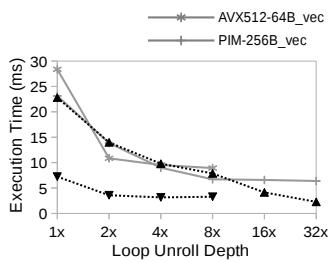 AVX512-64B_vec
PIM-256B_vec
Execution Time (ms)
30
25
20
15
10
5
0
1x 2x 4x 8x 16x 32x
Loop Unroll Depth